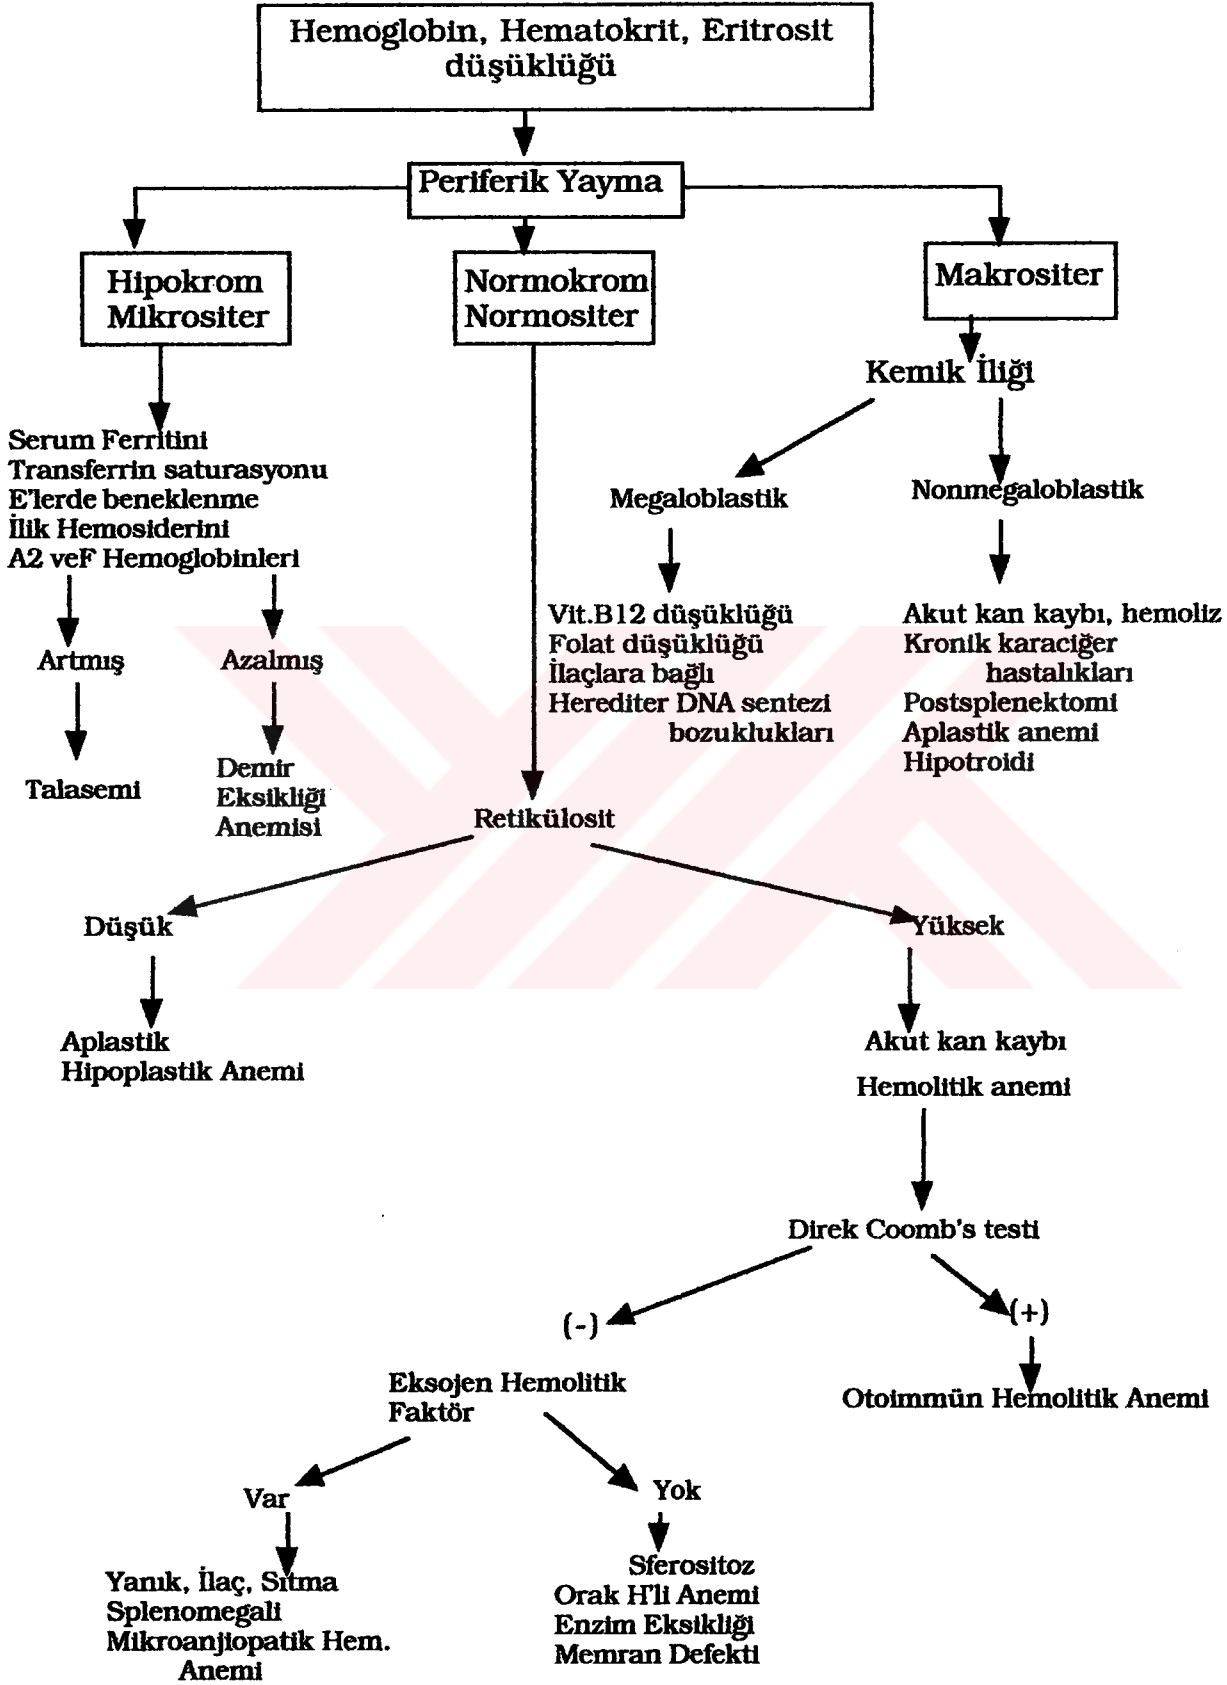 Hemoglobin, Hematokrit, Eritrosit
düşüklüğü
Periferik Yayma
Hipokrom
Mikrositer
Normokrom
Normositer
Makrositer
Kemik İliği
Serum Ferritini
Transferrin saturasyonu
E'lerde beneklenme
İlik Hemosiderini
A2 veF Hemoglobinleri
Megaloblastik
Nonmegaloblastik
Artmış
Azalmış
Vit.B12 düşüklüğü
Folat düşüklüğü
İlaçlara bağlı
Herediter DNA sentezi
bozuklukları
Akut kan kaybı, hemoliz
Kronik karaciğer
hastalıkları
Postsplenektomi
Aplastik anemi
Hipotroidi
Talasemi
Demir
Eksikliği
Anemisi
Retikülosit
Düşük
Yüksek
Aplastik
Hipoplastik Anemi
Akut kan kaybı
Hemolitik anemi
Direk Coomb's testi
(-)
(+)
Eksojen Hemolitik
Faktör
Otoimmün Hemolitik Anemi
Var
Yok
Yanık, İlaç, Sıtma
Splenomegali
Mikroanjiopatik Hem.
Anemi
Sferositoz
Orak H'li Anemi
Enzim Eksikliği
Memran Defekti